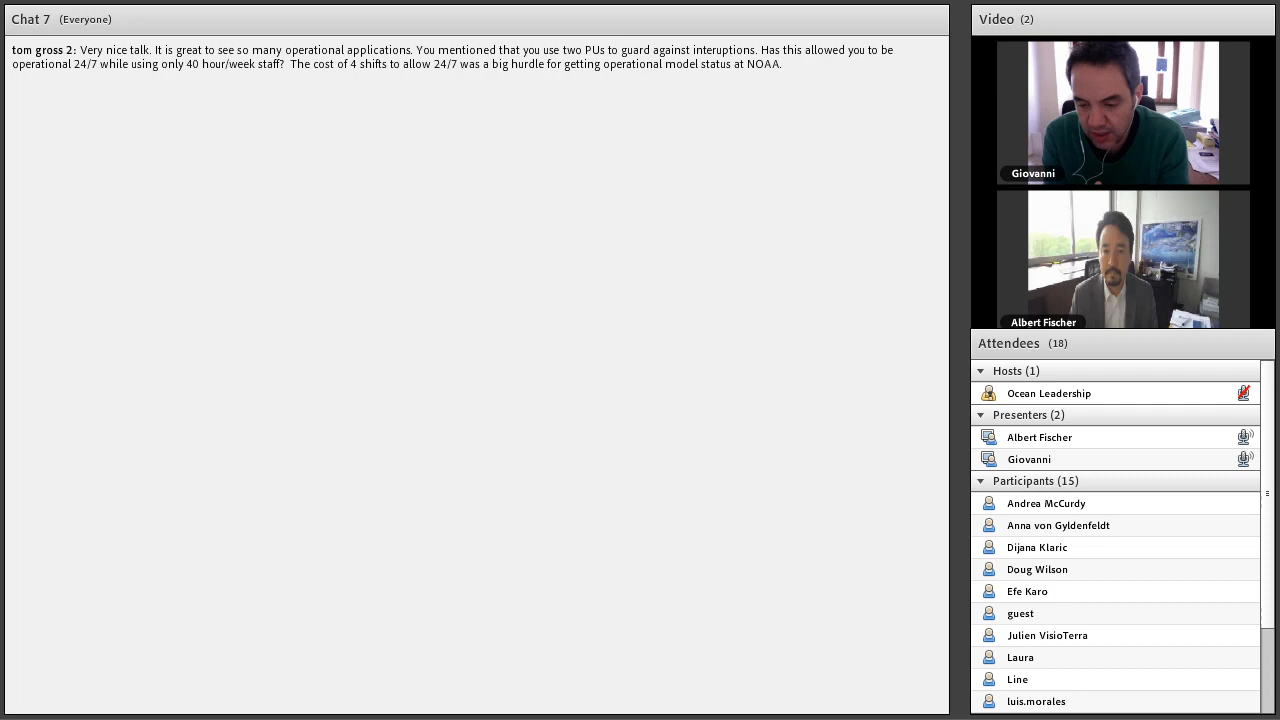 Chat 7 (Everyone)
tom gross 2: Very nice talk. It is great to see so many operational applications. You mentioned that you use two PUs to guard against interuptions. Has this allowed you to be
operational 24/7 while using only 40 hour/week staff?  The cost of 4 shifts to allow 24/7 was a big hurdle for getting operational model status at NOAA.
Video (2)
Giovanni
Albert Fischer
Attendees (18)
Hosts (1)
Ocean Leadership
Presenters (2)
Albert Fischer
Giovanni
Participants (15)
Andrea McCurdy
Anna von Gyldenfeldt
Dijana Klaric
Doug Wilson
Efe Karo
guest
Julien VisioTerra
Laura
Line
luis.morales